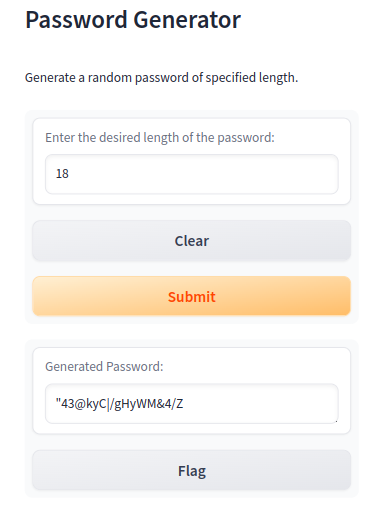 Password Generator
Generate a random password of specified length.
Enter the desired length of the password:
18
Clear
Submit
Generated Password:
"43@kyC|/gHyWM&4/Z
Flag